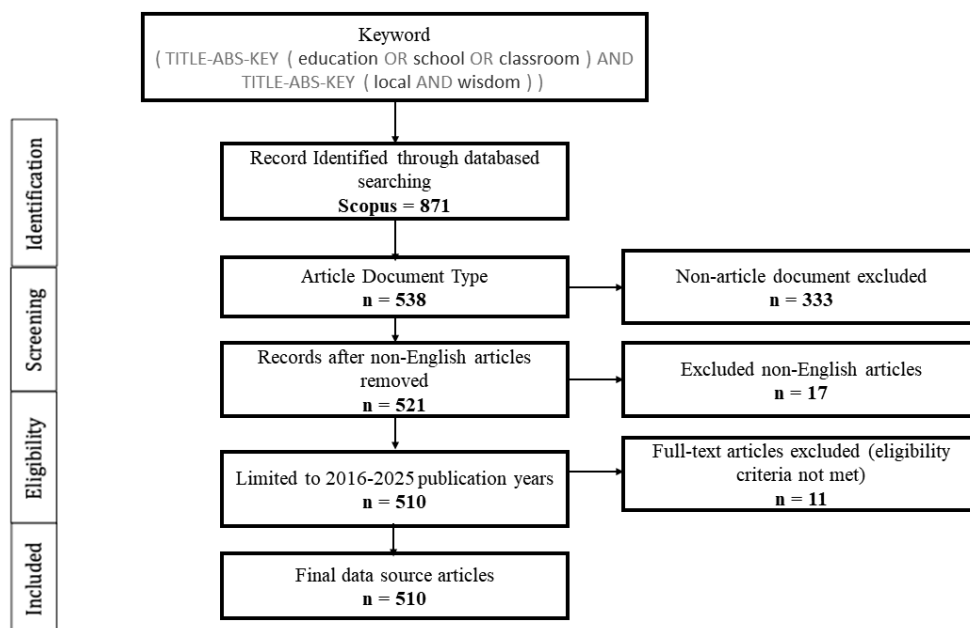 Keyword
( TITLE-ABS-KEY ( education OR school OR classroom ) AND
TITLE-ABS-KEY ( local AND wisdom ) )
Identification
Record Identified through databased
searching
Scopus = 871
Screening
Article Document Type
n = 538
Non-article document excluded
n = 333
Records after non-English articles
removed
n = 521
Excluded non-English articles
n = 17
Eligibility
Limited to 2016-2025 publication years
n = 510
Full-text articles excluded (eligibility
criteria not met)
n = 11
Included
Final data source articles
n = 510